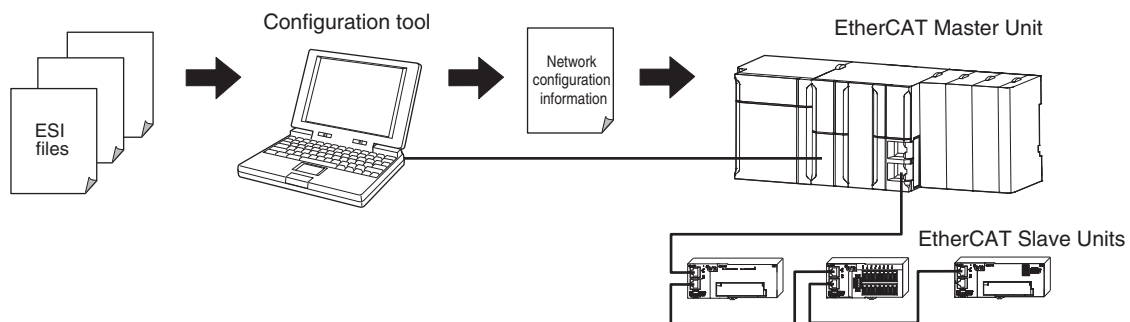 Configuration tool
EtherCAT Master Unit
ESI
files
Network
configuration
information
EtherCAT Slave Units